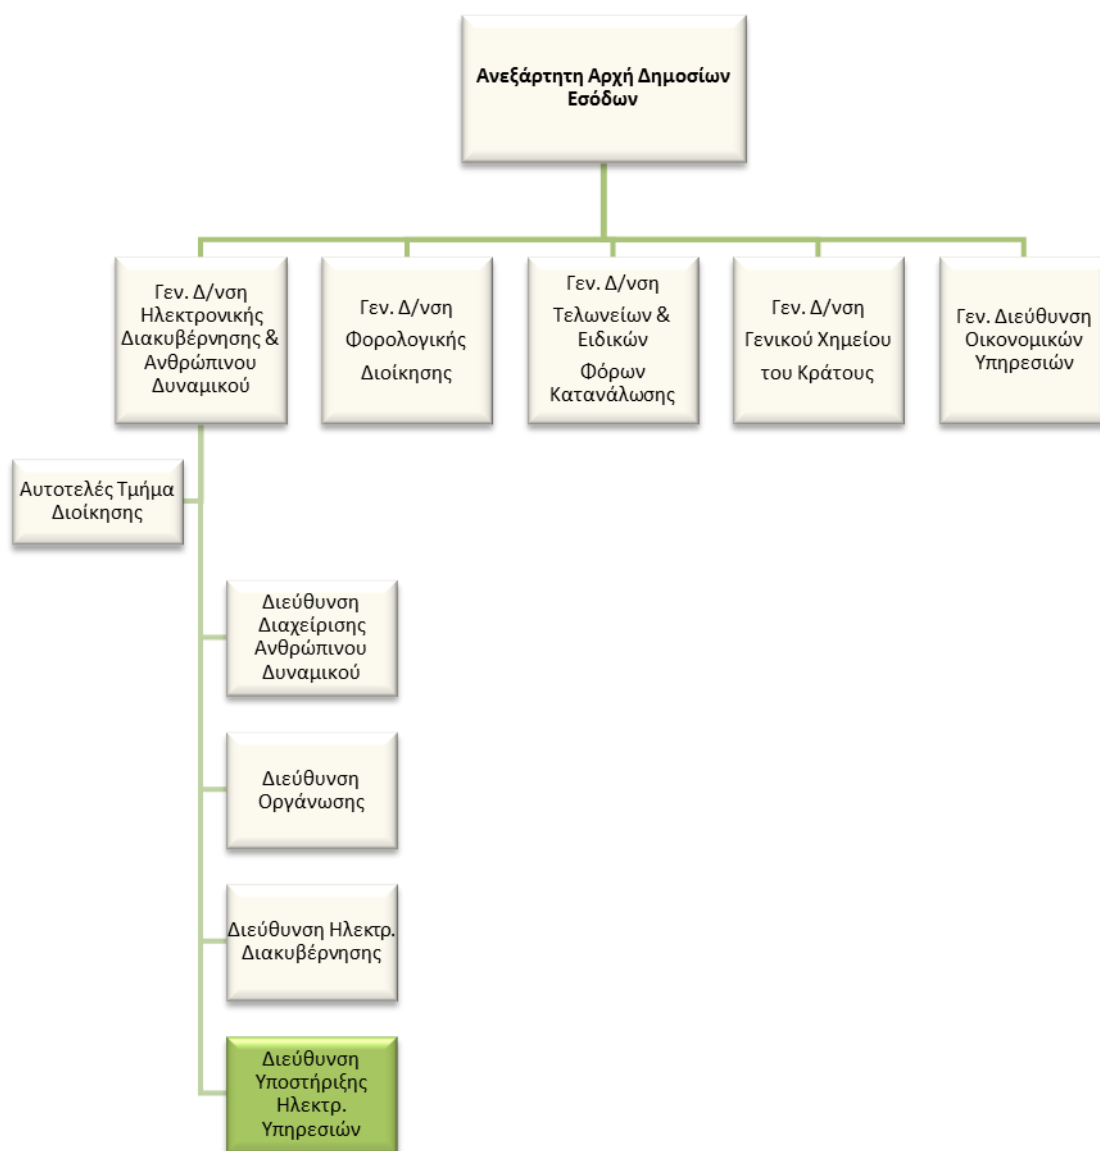 Ανεξάρτητη Αρχή Δημοσίων
Εσόδων
Γεν. Δ/νση
Ηλεκτρονικής
Διακυβέρνησης &
Ανθρώπινου
Δυναμικού
Γεν. Δ/νση
Φορολογικής
Διοίκησης
Γεν. Δ/νση
Τελωνείων &
Ειδικών
Φόρων
Κατανάλωσης
Γεν. Δ/νση
Γενικού Χημείου
του Κράτους
Γεν. Διεύθυνση
Οικονομικών
Υπηρεσιών
Αυτοτελές Τμήμα
Διοίκησης
Διεύθυνση
Διαχείρισης
Ανθρώπινου
Δυναμικού
Διεύθυνση
Οργάνωσης
Διεύθυνση Ηλεκτρ.
Διακυβέρνησης
Διεύθυνση
Υποστήριξης
Ηλεκτρ.
Υπηρεσιών